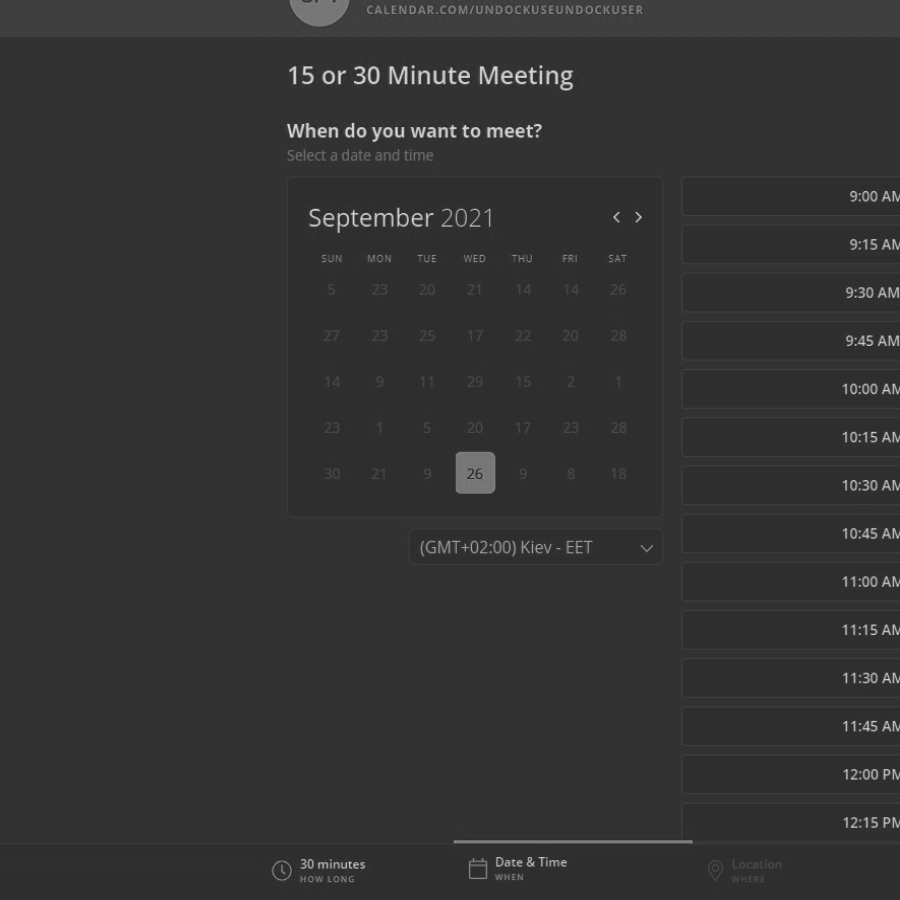 CALENDAR.COM/UNDOCKUSEUNDOCKUSER
15 or 30 Minute Meeting
When do you want to meet?
Select a date and time
September 2021
SUN MON TUE WED THU FRI SAT
5 23 20 21 14 14 26
27 23 25 17 22 20 28
14 9 11 29 15 2 1
23 1 5 20 17 23 28
30 21 9 26 9 8 18
(GMT+02:00) Kiev - EET
9:00 AM
9:15 AM
9:30 AM
9:45 AM
10:00 AM
10:15 AM
10:30 AM
10:45 AM
11:00 AM
11:15 AM
11:30 AM
11:45 AM
12:00 PM
12:15 PM
30 minutes
HOW LONG
Date & Time
WHEN
Location
WHERE